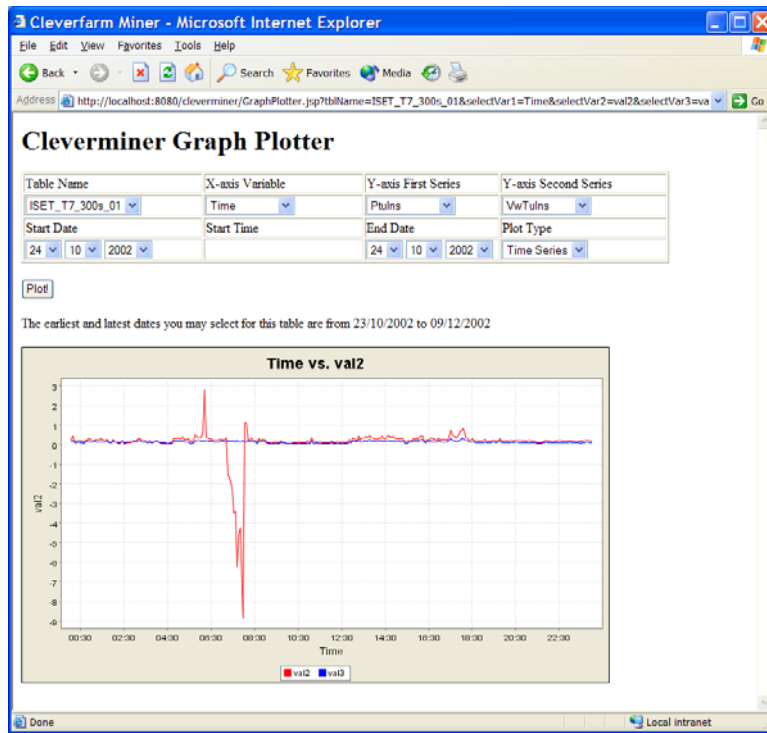 Cleverfarm Miner - Microsoft Internet Explorer
File Edit View Favorites Tools Help
Back Search Favorites Media
Address http://localhost:8080/cleverminer/GraphPlotter.jsp?tblName=ISET_T7_300s_01&selectVar1=Time&selectVar2=val2&selectVar3=va Go
Cleverminer Graph Plotter
Table Name X-axis Variable Y-axis First Series Y-axis Second Series
ISET_T7_300s_01 Time PtuIns VwTuIns
Start Date Start Time End Date Plot Type
24 10 2002 24 10 2002 Time Series
Plot!
The earliest and latest dates you may select for this table are from 23/10/2002 to 09/12/2002
Time vs. val2
3
2
1
0
-1
-2
-3
-4
-5
-6
-7
-8
-9
val2
00:30 02:30 04:30 06:30 08:30 10:30 12:30 14:30 16:30 18:30 20:30 22:30
Time
val2 val3
Done Local intranet